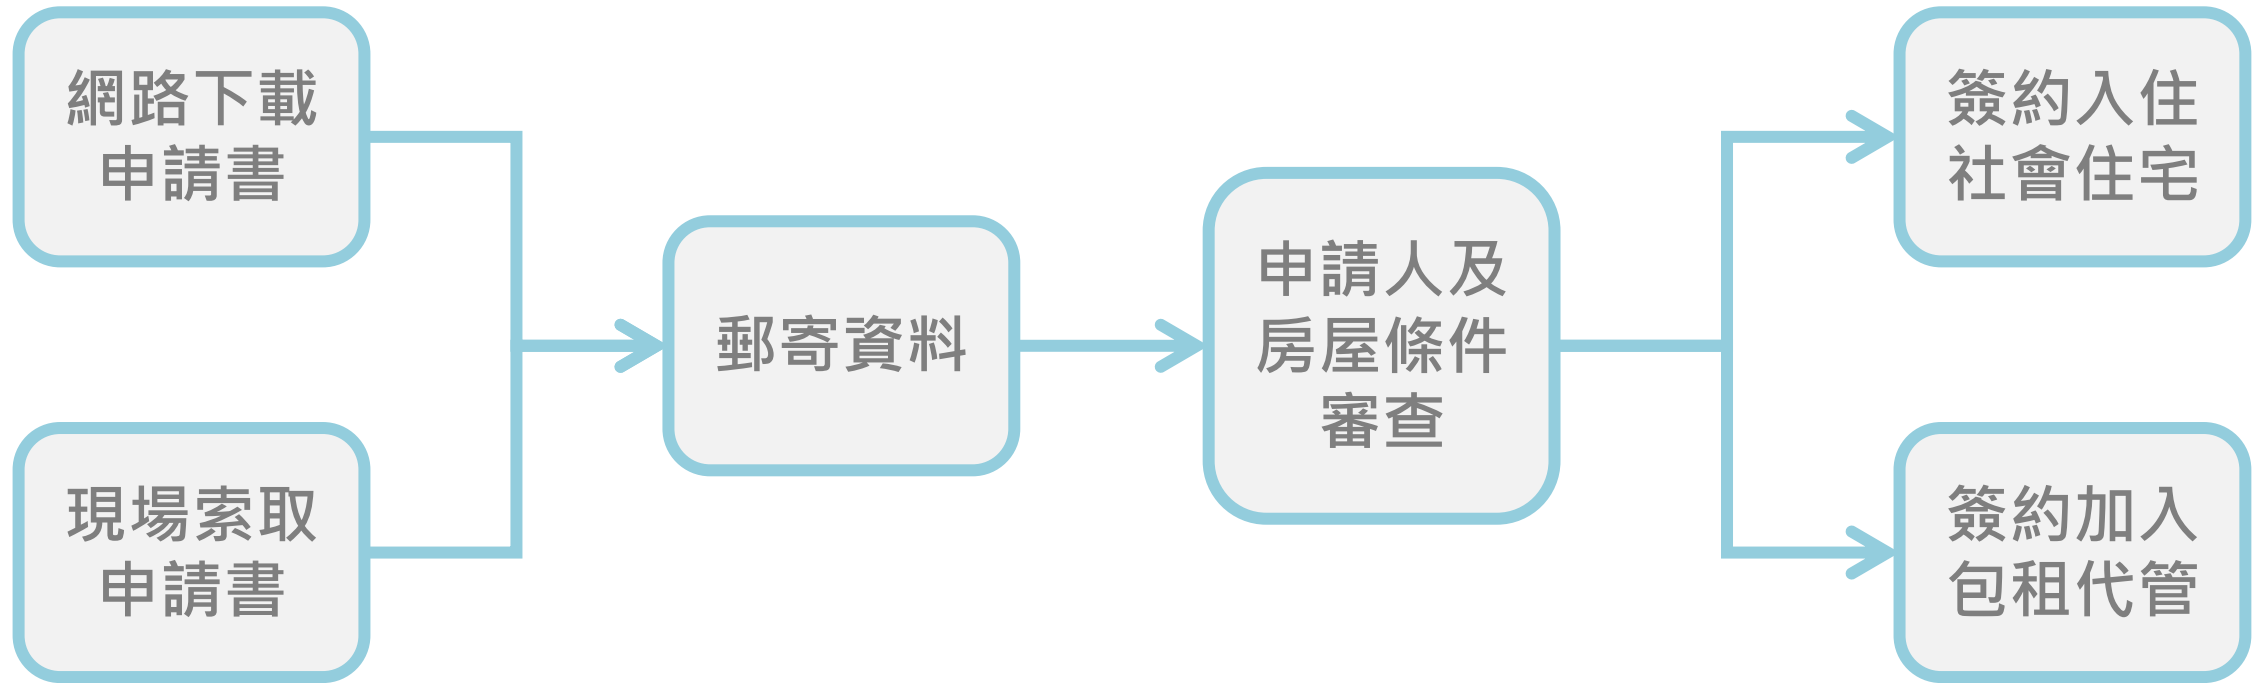 網路下載
申請書
現場索取
申請書
郵寄資料
申請人及
房屋條件
審查
簽約入住
社會住宅
簽約加入
包租代管